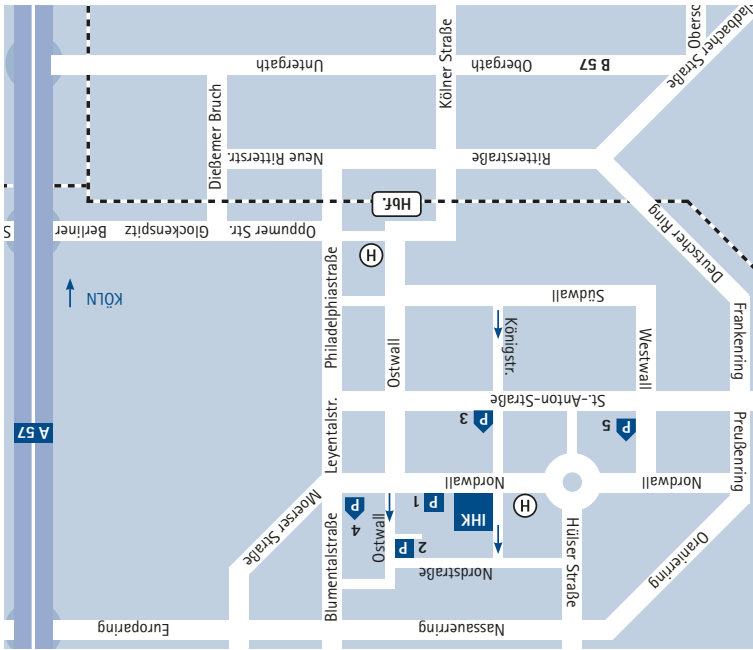 Nassauerring
Europaring
Oranierring
Hülser Straße
Nordstraße
Blumentalstraße
Moerser Straße
2 P
Ostwall
4
P
H
IHK
1
P
Nordwall
Nordwall
Preußenring
5
P
3
P
Leyentalstr.
A 57
St.-Anton-Straße
Frankenring
Westwall
Königstr.
Ostwall
Philadelphiastraße
Südwall
KÖLN
Deutscher Ring
H
Oppumer Str.
Glockenspitz
Berliner S
Hbf.
Ritterstraße
Neue Ritterstr.
Dießemer Bruch
ladbacher Straße
B 57
Obergath
Untergath
Kölner Straße
Obersc